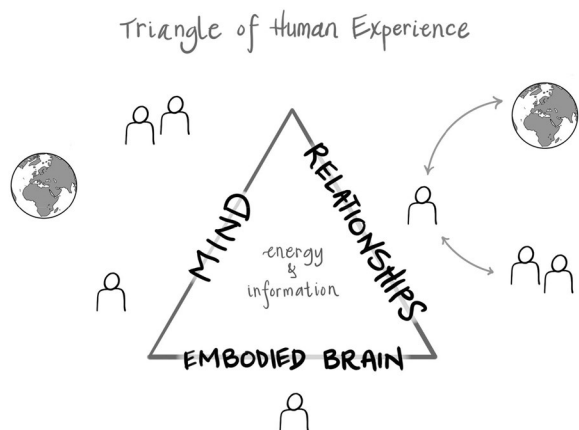 Triangle of Human Experience
MIND
RELATIONSHIPS
energy
&
information
EMBODIED BRAIN